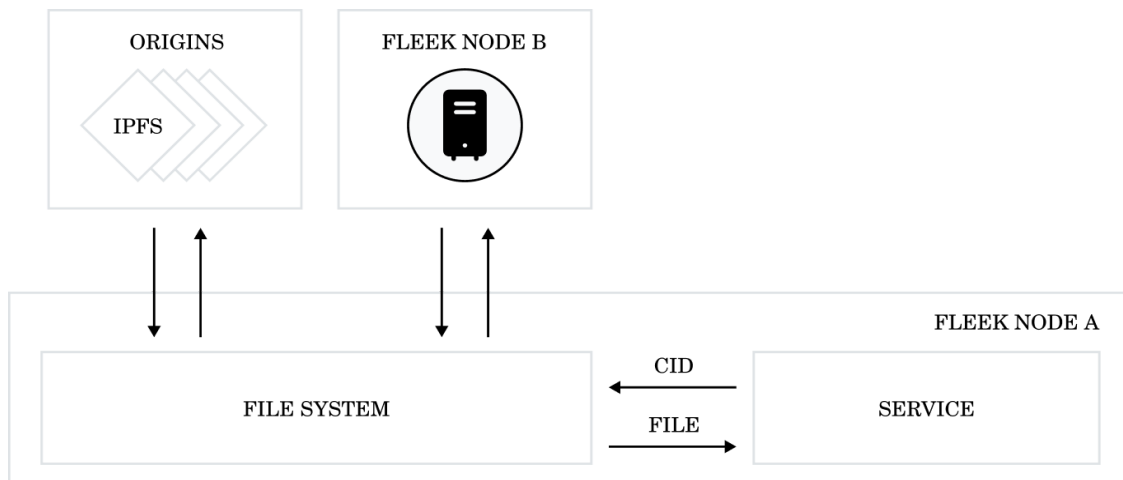 ORIGINS
IPFS
FLEEK NODE B
FLEEK NODE A
FILE SYSTEM
CID
FILE
SERVICE